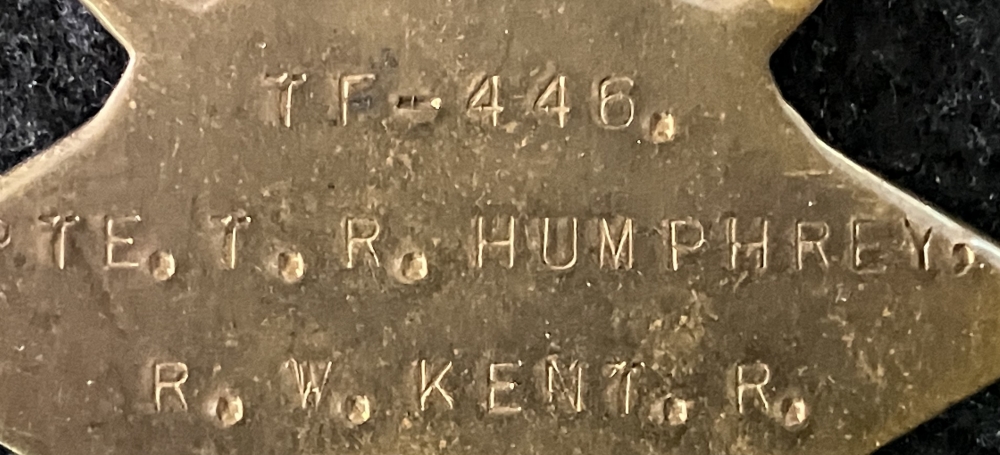 TF-446.
PTE. T. R. HUMPHREY.
R. W. KENT. R.